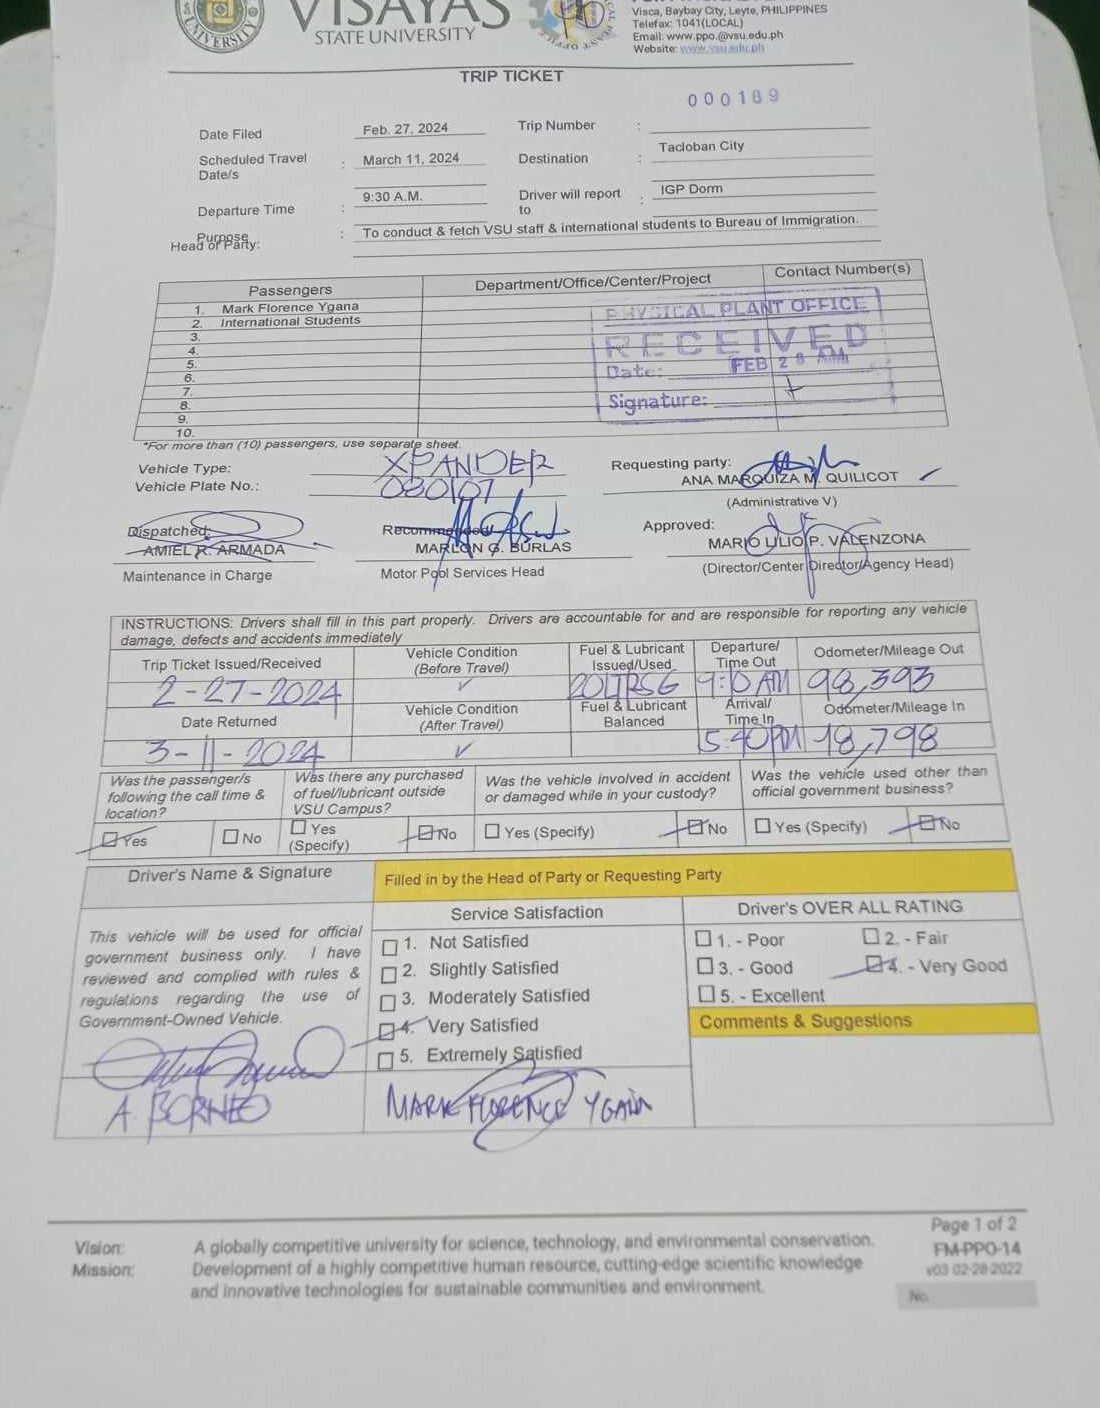 VISAYAS
STATE UNIVERSITY
UNIVERSITY
Visca, Baybay City, Leyte, PHILIPPINES
Telefax: 1041(LOCAL)
Email: www.ppo.@vsu.edu.ph
Website: www.vsu.edu.ph
TRIP TICKET
000189
Date Filed Feb. 27, 2024 Trip Number :
Scheduled Travel Date/s : March 11, 2024 Destination : Tacloban City
Departure Time : 9:30 A.M. Driver will report to : IGP Dorm
Purpose : To conduct & fetch VSU staff & international students to Bureau of Immigration.
Head of Party:
Passengers Department/Office/Center/Project Contact Number(s)
1. Mark Florence Ygana
2. International Students
3.
4.
5.
6.
7.
8.
9.
10.
PHYSICAL PLANT OFFICE
RECEIVED
Date: FEB 28 AM
Signature:
*For more than (10) passengers, use separate sheet.
Vehicle Type: XPANDER Requesting party:
Vehicle Plate No.: 080107 ANA MARQUIZA M. QUILICOT
(Administrative V)
Dispatched: Recommended Approved:
AMIEL R. ARMADA MARLON G. BURLAS MARIO LILIO P. VALENZONA
Maintenance in Charge Motor Pool Services Head (Director/Center Director/Agency Head)
INSTRUCTIONS: Drivers shall fill in this part properly. Drivers are accountable for and are responsible for reporting any vehicle
damage, defects and accidents immediately
Trip Ticket Issued/Received Vehicle Condition (Before Travel) Fuel & Lubricant Issued/Used Departure/ Time Out Odometer/Mileage Out
2-27-2024 ✓ 20LTRSG 9:10 AM 98,393
Date Returned Vehicle Condition (After Travel) Fuel & Lubricant Balanced Arrival/ Time In Odometer/Mileage In
3-11-2024 ✓ 5:40PM 98,798
Was the passenger/s following the call time & location? Was there any purchased of fuel/lubricant outside VSU Campus? Was the vehicle involved in accident or damaged while in your custody? Was the vehicle used other than official government business?
Yes No Yes (Specify) No Yes (Specify) No Yes (Specify) No
Driver's Name & Signature Filled in by the Head of Party or Requesting Party
Service Satisfaction Driver's OVER ALL RATING
This vehicle will be used for official
government business only. I have
reviewed and complied with rules &
regulations regarding the use of
Government-Owned Vehicle.
1. Not Satisfied
2. Slightly Satisfied
3. Moderately Satisfied
4. Very Satisfied
5. Extremely Satisfied
1. - Poor 2. - Fair
3. - Good 4. - Very Good
5. - Excellent
Comments & Suggestions
A. BORNEO MARK FLORENCE YGAÑA
Page 1 of 2
FM-PPO-14
v03 02-28-2022
No.
Vision: A globally competitive university for science, technology, and environmental conservation.
Mission: Development of a highly competitive human resource, cutting-edge scientific knowledge
and innovative technologies for sustainable communities and environment.